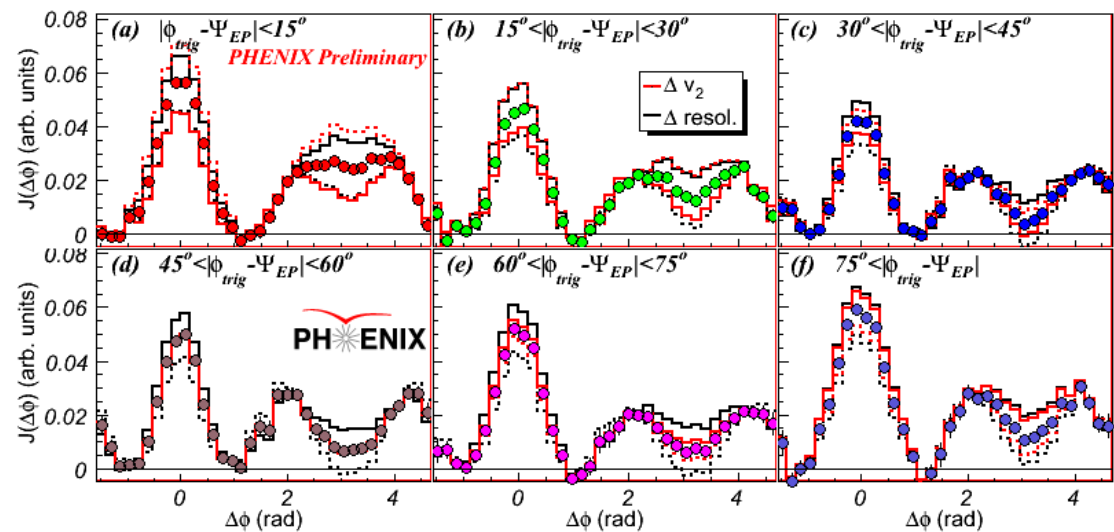 (a) |ϕtrig-ΨEP|<15°
PHENIX Preliminary
(b) 15°<|ϕtrig-ΨEP|<30°
Δ v2
Δ resol.
(c) 30°<|ϕtrig-ΨEP|<45°
J(Δϕ) (arb. units)
0.08
0.06
0.04
0.02
0
(d) 45°<|ϕtrig-ΨEP|<60°
PHENIX
(e) 60°<|ϕtrig-ΨEP|<75°
(f) 75°<|ϕtrig-ΨEP|
J(Δϕ) (arb. units)
0.08
0.06
0.04
0.02
0
0 2 4
0 2 4
0 2 4
Δϕ (rad)
Δϕ (rad)
Δϕ (rad)